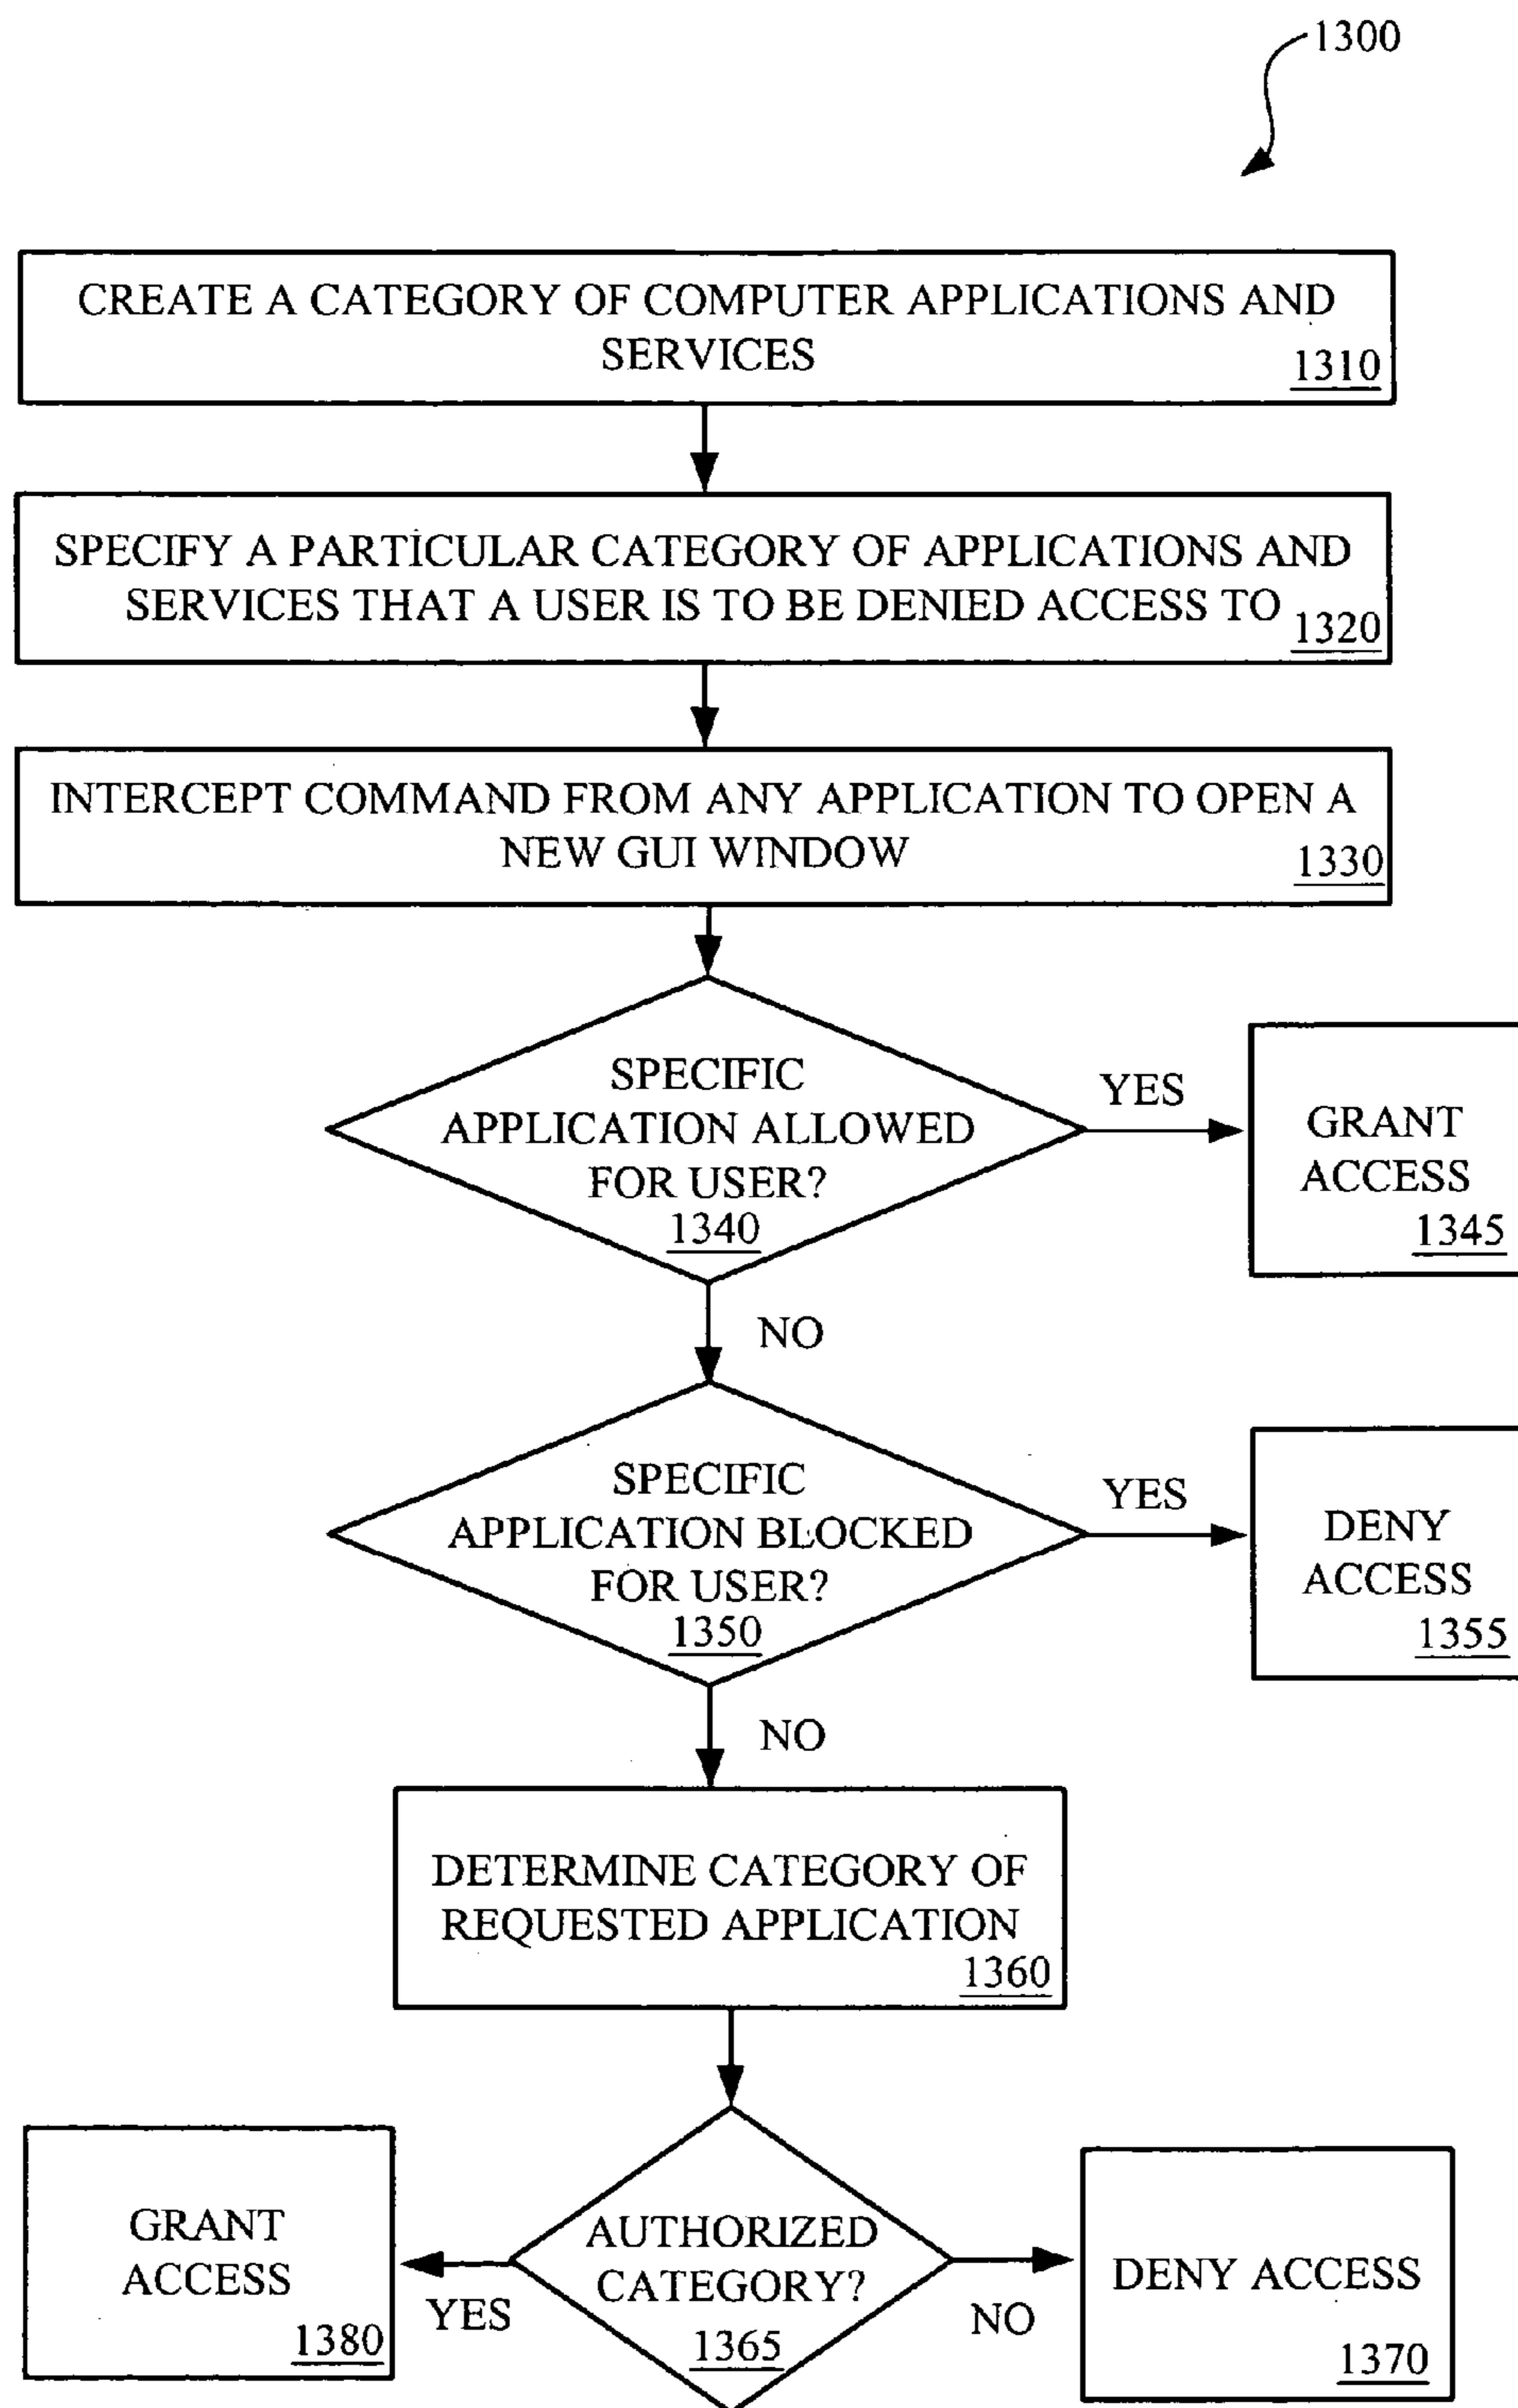 1300
CREATE A CATEGORY OF COMPUTER APPLICATIONS AND
SERVICES
1310
SPECIFY A PARTICULAR CATEGORY OF APPLICATIONS AND
SERVICES THAT A USER IS TO BE DENIED ACCESS TO
1320
INTERCEPT COMMAND FROM ANY APPLICATION TO OPEN A
NEW GUI WINDOW
1330
SPECIFIC
APPLICATION ALLOWED
FOR USER?
1340
YES
GRANT
ACCESS
1345
NO
SPECIFIC
APPLICATION BLOCKED
FOR USER?
1350
YES
DENY
ACCESS
1355
NO
DETERMINE CATEGORY OF
REQUESTED APPLICATION
1360
AUTHORIZED
CATEGORY?
1365
YES
GRANT
ACCESS
1380
NO
DENY ACCESS
1370